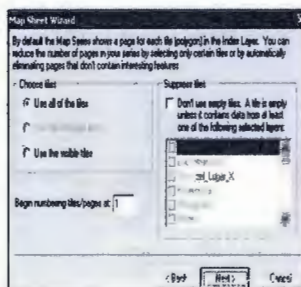 Map Sheet Wizard
By default the Map Series shows a page for each tile (polygon) in the Index Layer. You can
reduce the number of pages in your series by selecting only certain tiles or by automatically
eliminating pages that don't contain interesting features
Choose tiles
Use all of the tiles
Use the visible tiles
Begin numbering tiles/pages at: 1
Suppress tiles
Don't use empty tiles. A tile is empty
unless it contains data from at least
one of the following selected layers:
< Back
Next >
Cancel